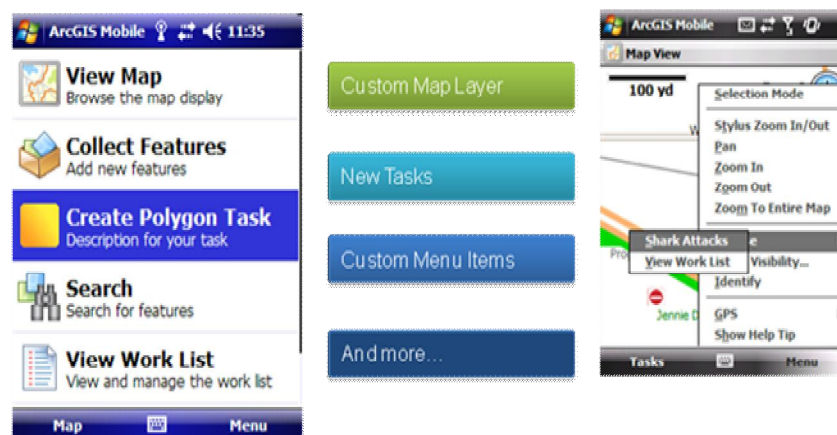 ArcGIS Mobile 11:35
View Map
Browse the map display
Collect Features
Add new features
Create Polygon Task
Description for your task
Search
Search for features
View Work List
View and manage the work list
Map Menu
Custom Map Layer
New Tasks
Custom Menu Items
And more...
ArcGIS Mobile
Map View
100 yd
Selection Mode
Stylus Zoom In/Out
Pan
Zoom In
Zoom Out
Zoom To Entire Map
Shark Attacks
View Work List
Visibility...
Identify
Jennie D
GPS
Show Help Tip
Tasks Menu